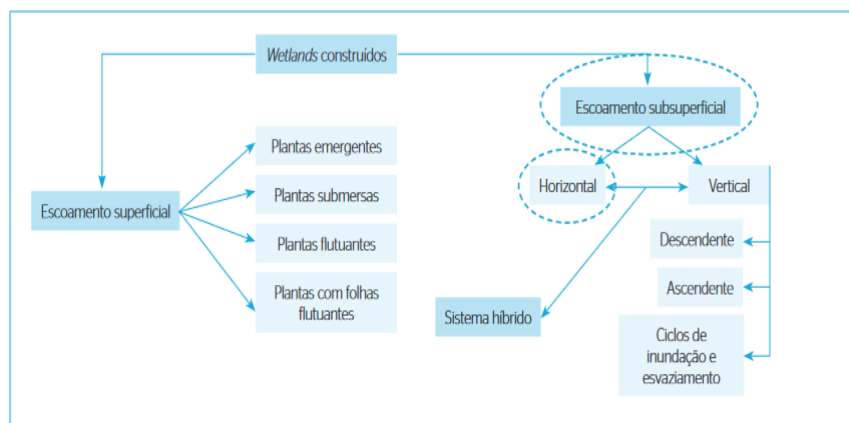 Wetlands construídos
Escoamento subsuperficial
Plantas emergentes
Horizontal
Vertical
Plantas submersas
Escoamento superficial
Plantas flutuantes
Descendente
Plantas com folhas
flutuantes
Ascendente
Sistema híbrido
Ciclos de
inundação e
esvaziamento